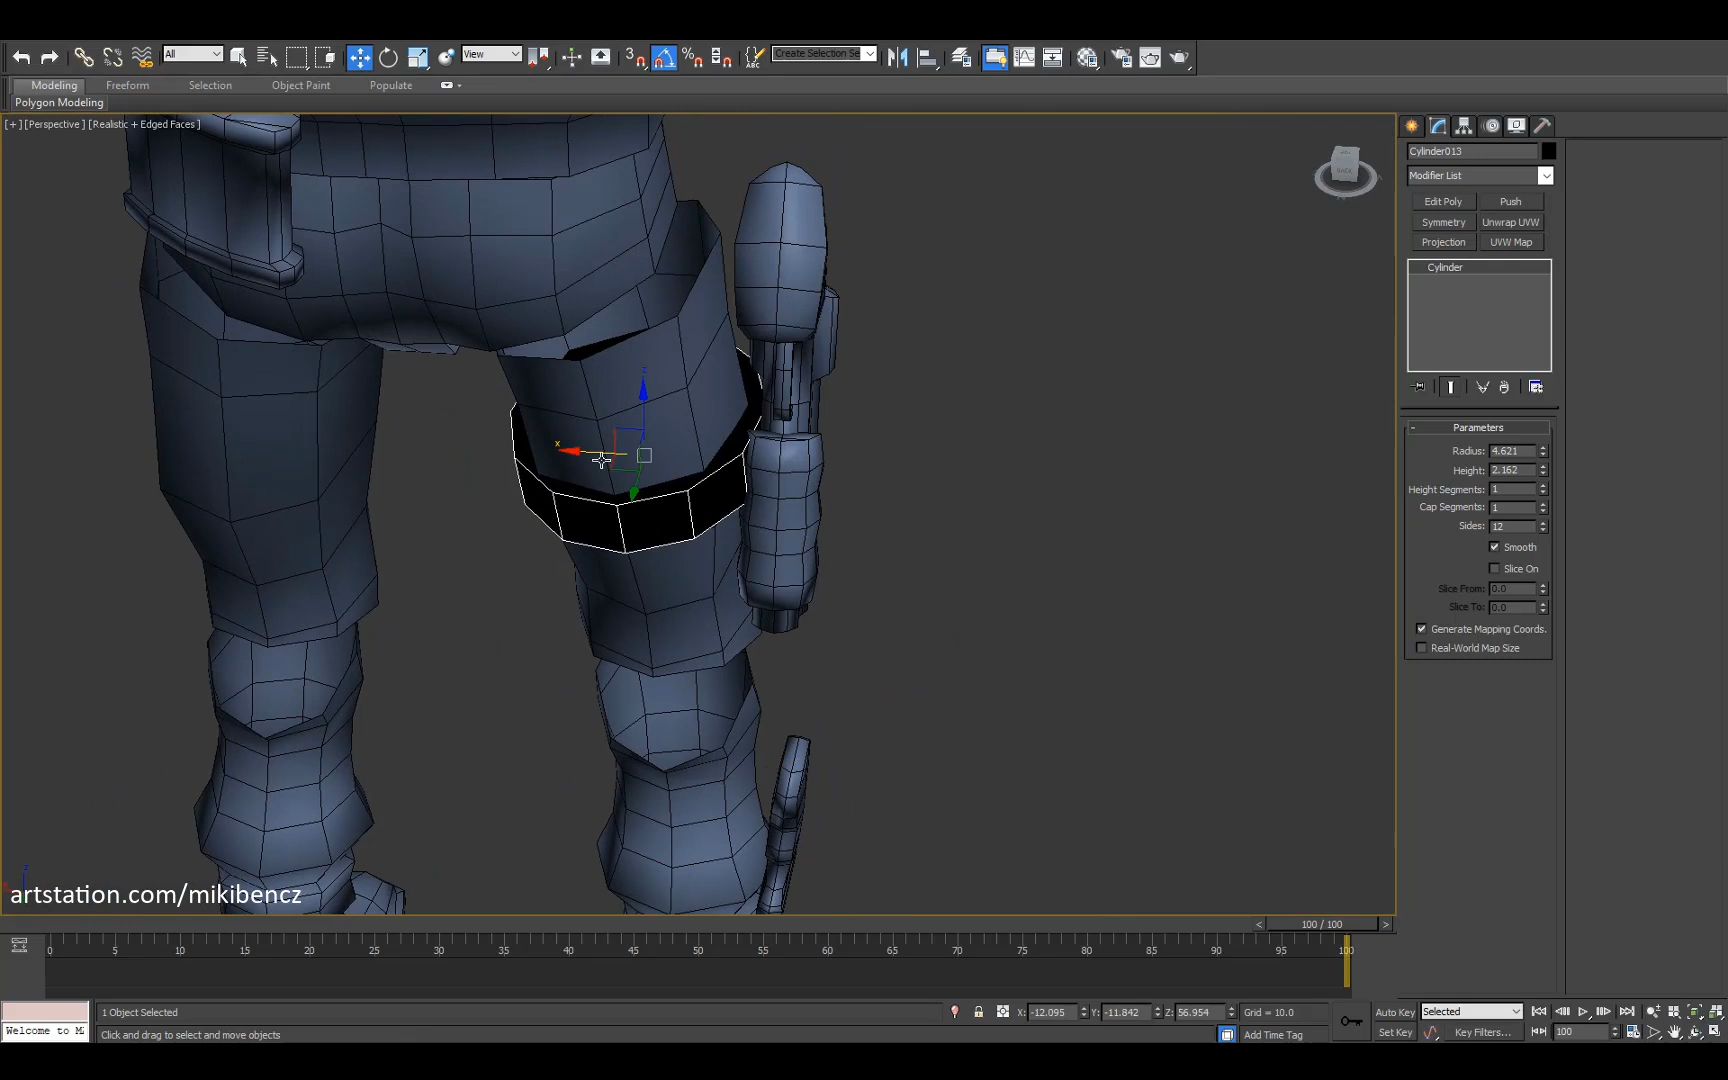 All
View
3
%
ABC
Create Selection Se
Modeling
Freeform
Selection
Object Paint
Populate
Polygon Modeling
[+] [Perspective] [Realistic + Edged Faces]
Cylinder013
Modifier List
Edit Poly
Push
Symmetry
Unwrap UVW
Projection
UVW Map
Cylinder
- Parameters
Radius: 4.621
Height: 2.162
Height Segments: 1
Cap Segments: 1
Sides: 12
Smooth
Slice On
Slice From: 0.0
Slice To: 0.0
Generate Mapping Coords.
Real-World Map Size
z
x
z
artstation.com/mikibencz
< 100 / 100 >
0 5 10 15 20 25 30 35 40 45 50 55 60 65 70 75 80 85 90 95 100
1 Object Selected
X: -12.095 Y: -11.842 Z: 56.954 Grid = 10.0
Auto Key
Selected
Welcome to M
Click and drag to select and move objects
Add Time Tag
Set Key
Key Filters...
100